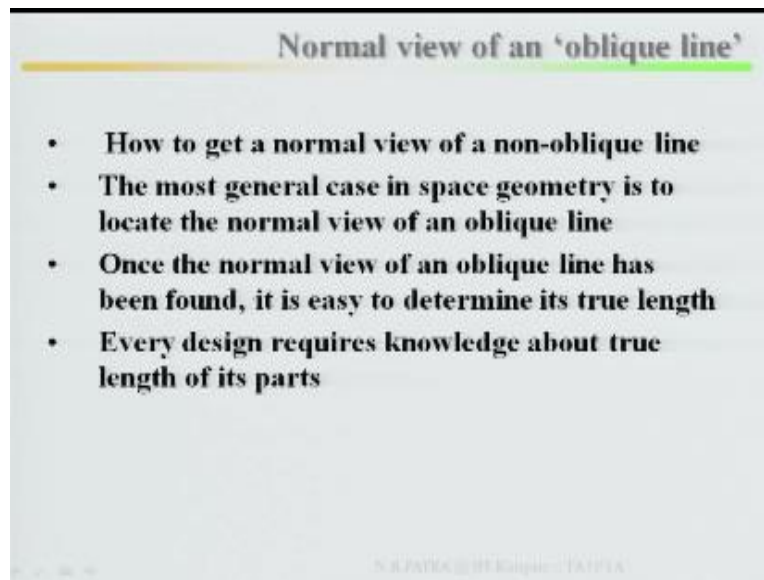 Normal view of an ‘oblique line’
• How to get a normal view of a non-oblique line
• The most general case in space geometry is to
locate the normal view of an oblique line
• Once the normal view of an oblique line has
been found, it is easy to determine its true length
• Every design requires knowledge about true
length of its parts